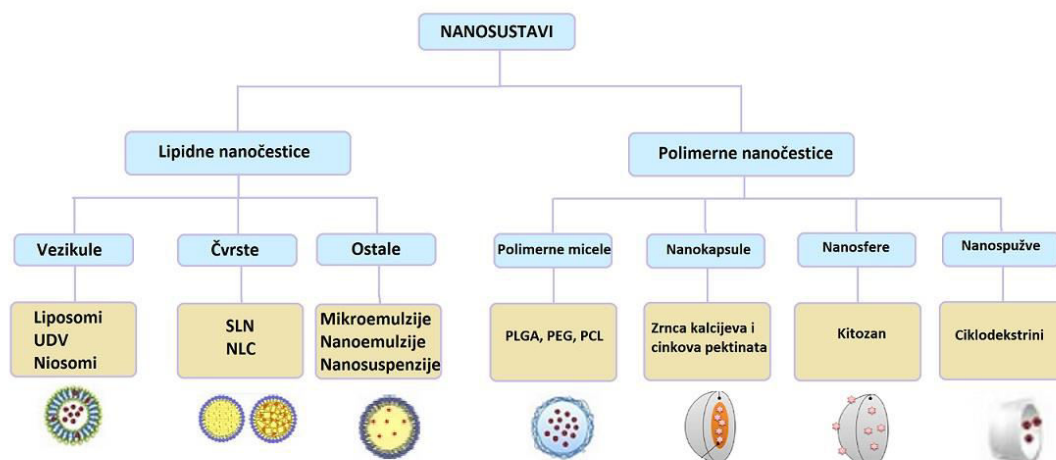 NANOSUSTAVI
Lipidne nanočestice
Polimerne nanočestice
Vezikule
Čvrste
Ostale
Polimerne micele
Nanokapsule
Nanosfere
Nanospužve
Liposomi
UDV
Niosomi
SLN
NLC
Mikroemulzije
Nanoemulzije
Nanosuspenzije
PLGA, PEG, PCL
Zrnca kalcijeva i
cinkova pektinata
Kitozan
Ciklodekstrini